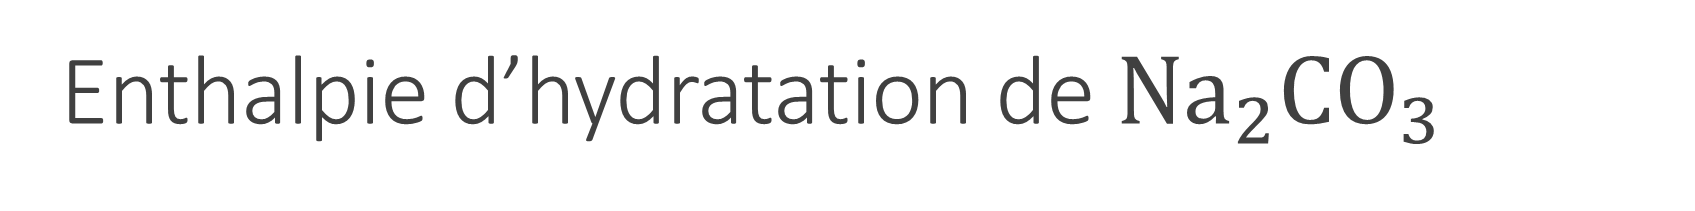 Enthalpie d’hydratation de Na₂CO₃